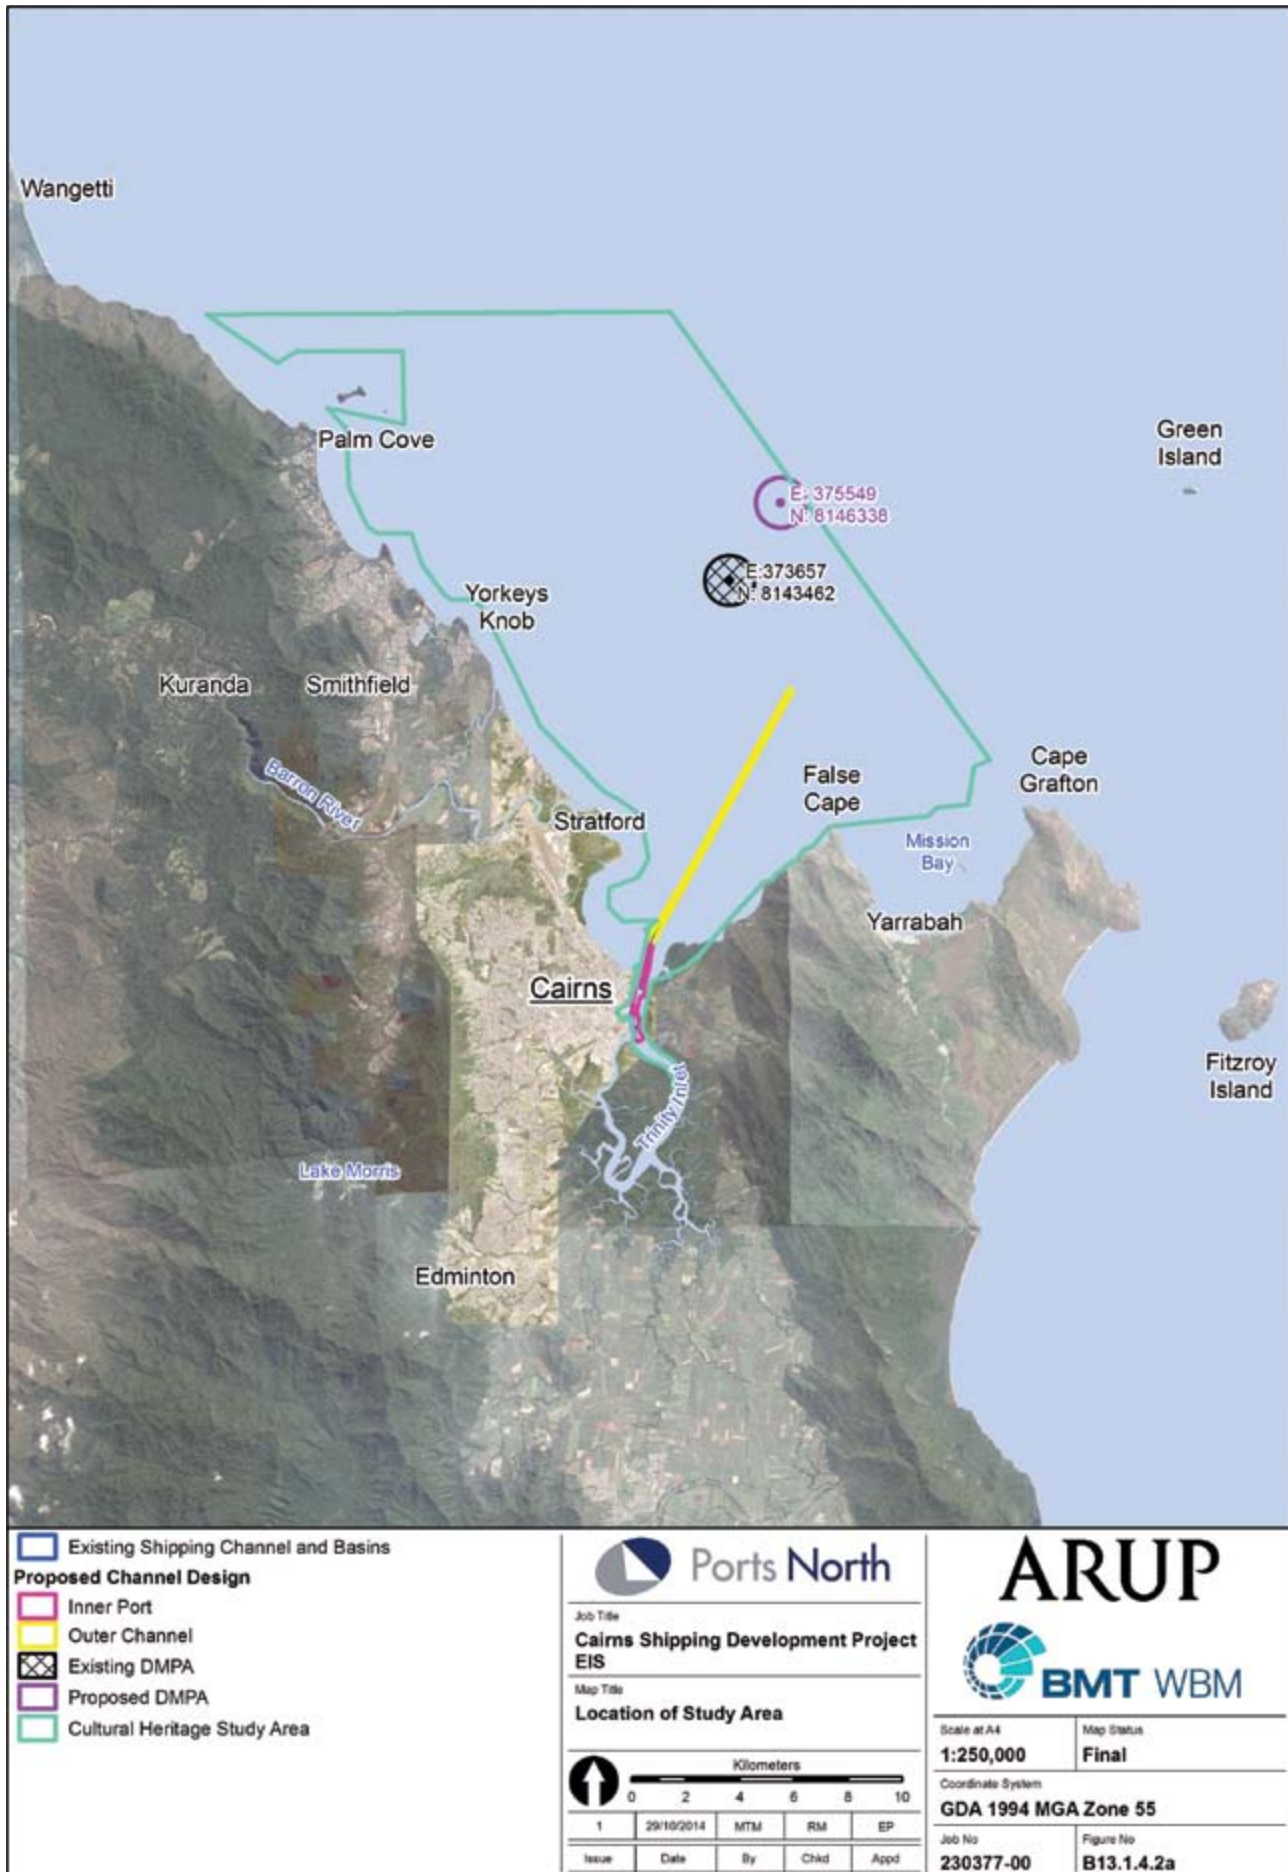 Wangetti
Palm Cove
Green
Island
E: 375549
N: 8146338
E:373657
N: 8143462
Yorkeys
Knob
Kuranda
Smithfield
Barron River
Cape
Grafton
False
Cape
Stratford
Mission
Bay
Yarrabah
Cairns
Fitzroy
Island
Trinity Inlet
Lake Morris
Edminton
Existing Shipping Channel and Basins
Proposed Channel Design
Inner Port
Outer Channel
Existing DMPA
Proposed DMPA
Cultural Heritage Study Area
Ports North
Job Title
Cairns Shipping Development Project
EIS
Map Title
Location of Study Area
Kilometers
0 2 4 6 8 10
1 29/10/2014 MTM RM EP
Issue Date By Chkd Appd
ARUP
BMT WBM
Scale at A4 Map Status
1:250,000 Final
Coordinate System
GDA 1994 MGA Zone 55
Job No Figure No
230377-00 B13.1.4.2a